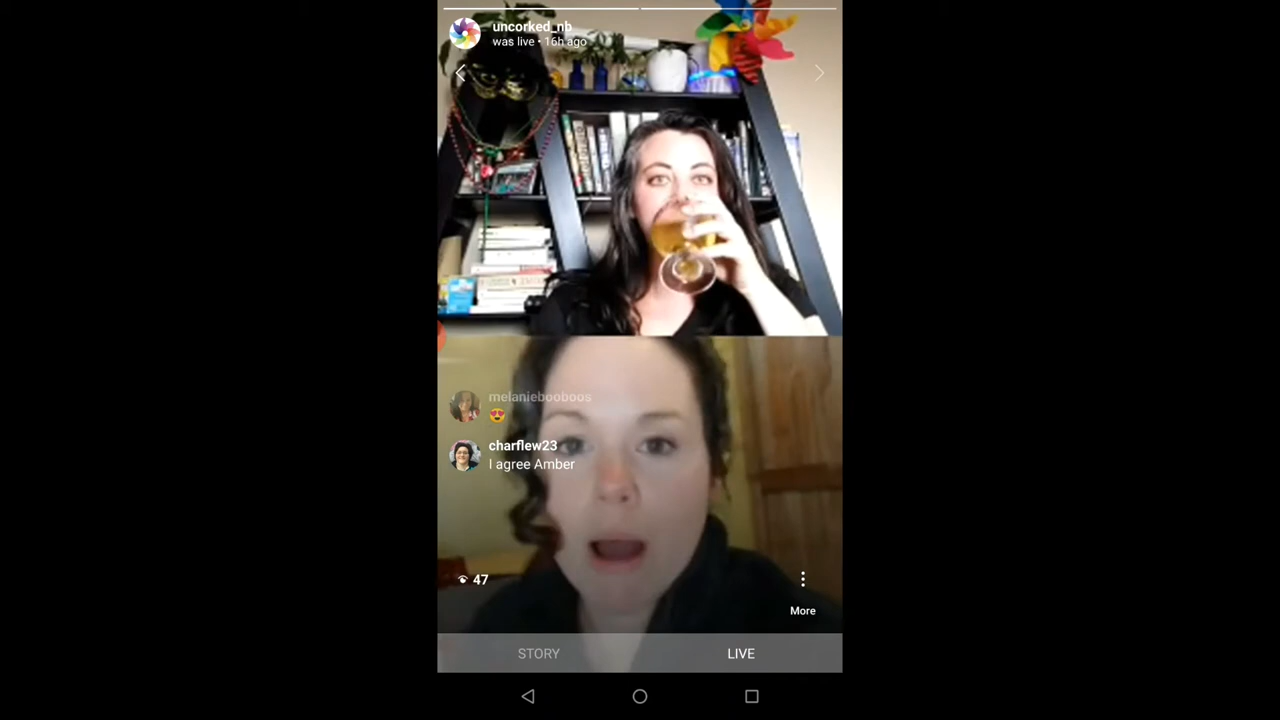 uncorked_nb
was live • 16h ago
melaniebooboos
😍
charflew23
I agree Amber
47
More
STORY
LIVE